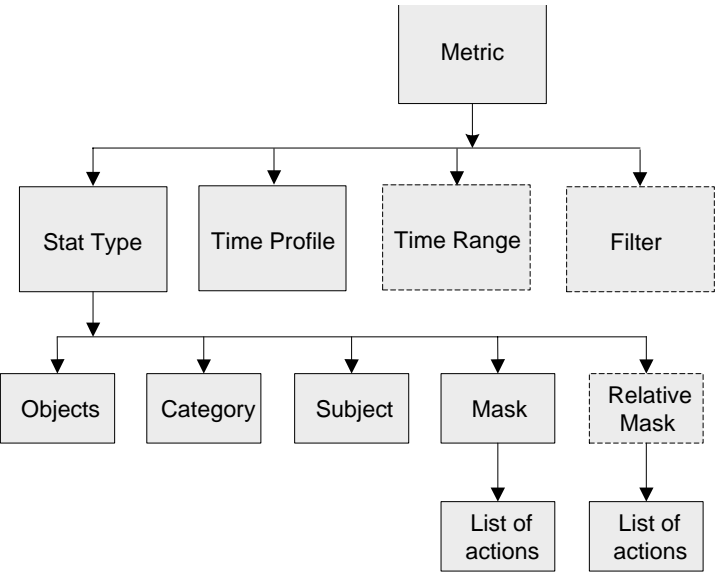 Metric
Stat Type
Time Profile
Time Range
Filter
Objects
Category
Subject
Mask
Relative
Mask
List of
actions
List of
actions